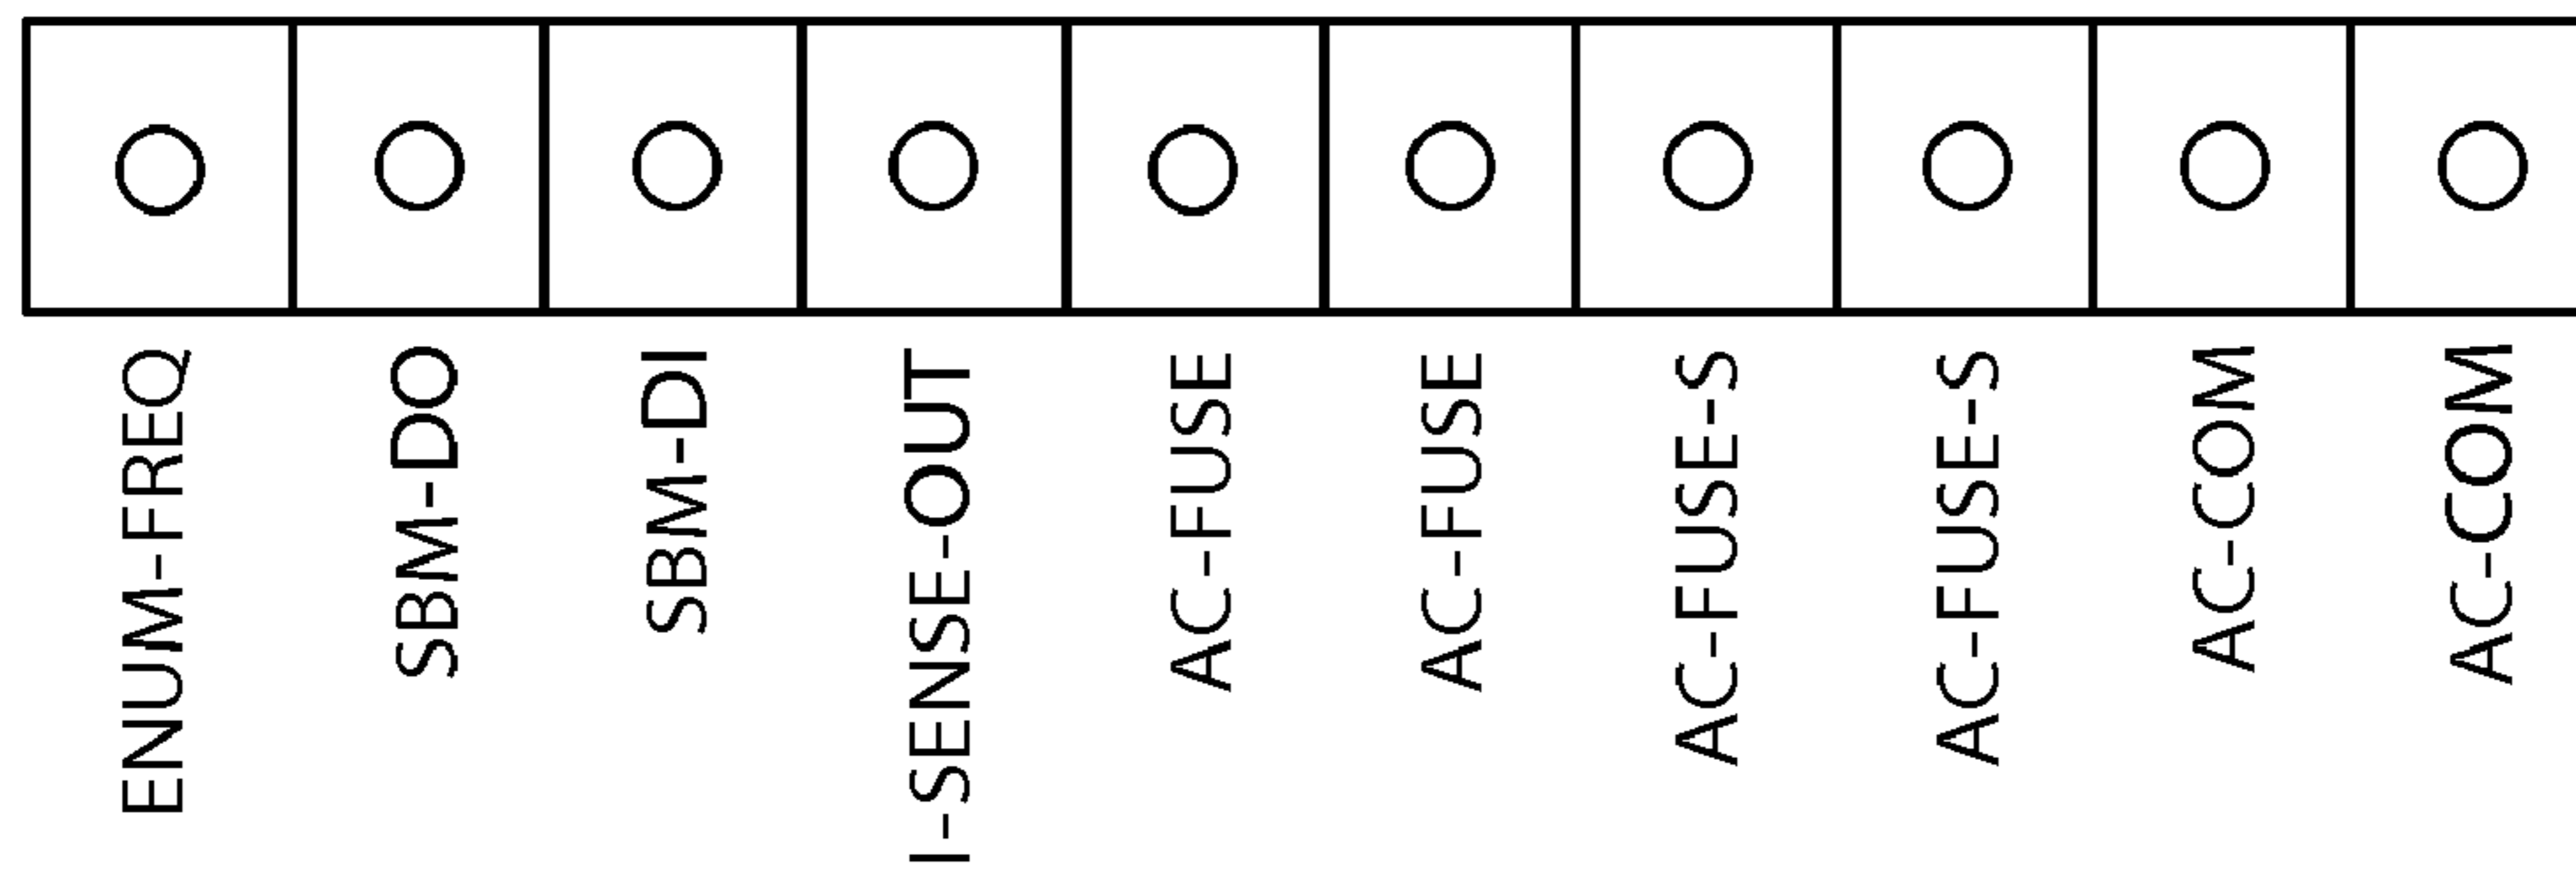 ENUM-FREQ
SBM-DO
SBM-DI
I-SENSE-OUT
AC-FUSE
AC-FUSE
AC-FUSE-S
AC-FUSE-S
AC-COM
AC-COM